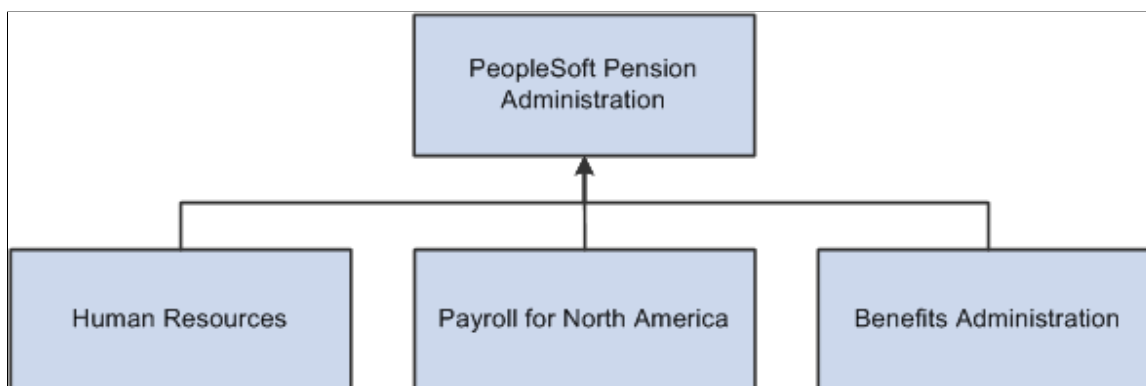 PeopleSoft Pension
Administration
Human Resources
Payroll for North America
Benefits Administration